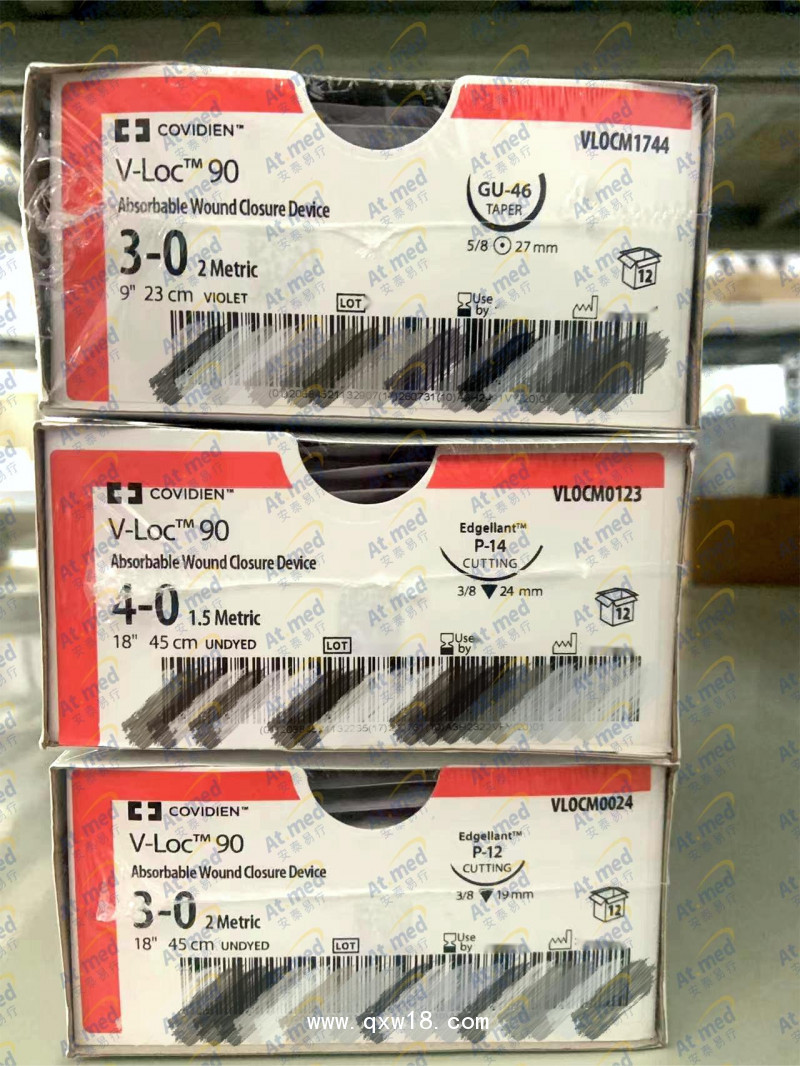 COVIDIEN™
VLOCM1744
V-Loc™ 90
Absorbable Wound Closure Device
GU-46
TAPER
5/8 27 mm
3-0 2 Metric
9" 23 cm VIOLET
LOT
Use
by
12
COVIDIEN™
VLOCM0123
V-Loc™ 90
Absorbable Wound Closure Device
Edgellant™
P-14
CUTTING
3/8 24 mm
4-0 1.5 Metric
18" 45 cm UNDYED
LOT
Use
by
12
COVIDIEN™
VLOCM0024
V-Loc™ 90
Absorbable Wound Closure Device
Edgellant™
P-12
CUTTING
3/8 19 mm
3-0 2 Metric
18" 45 cm UNDYED
LOT
Use
by
12
www.qxw18.com
At med
安泰易疗